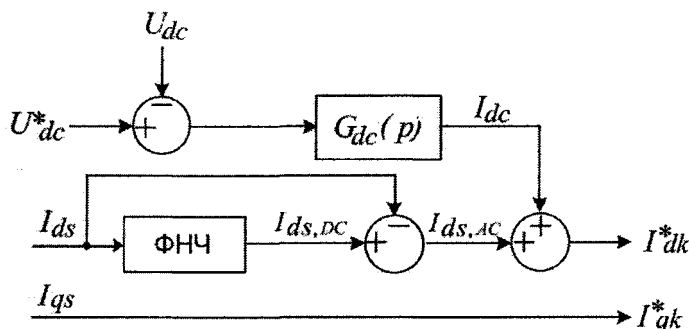 U_dc
U*_dc
+
−
G_dc(p)
I_dc
I_ds
ФНЧ
I_ds,DC
+
−
I_ds,AC
+
+
I*_dk
I_qs
I*_qk